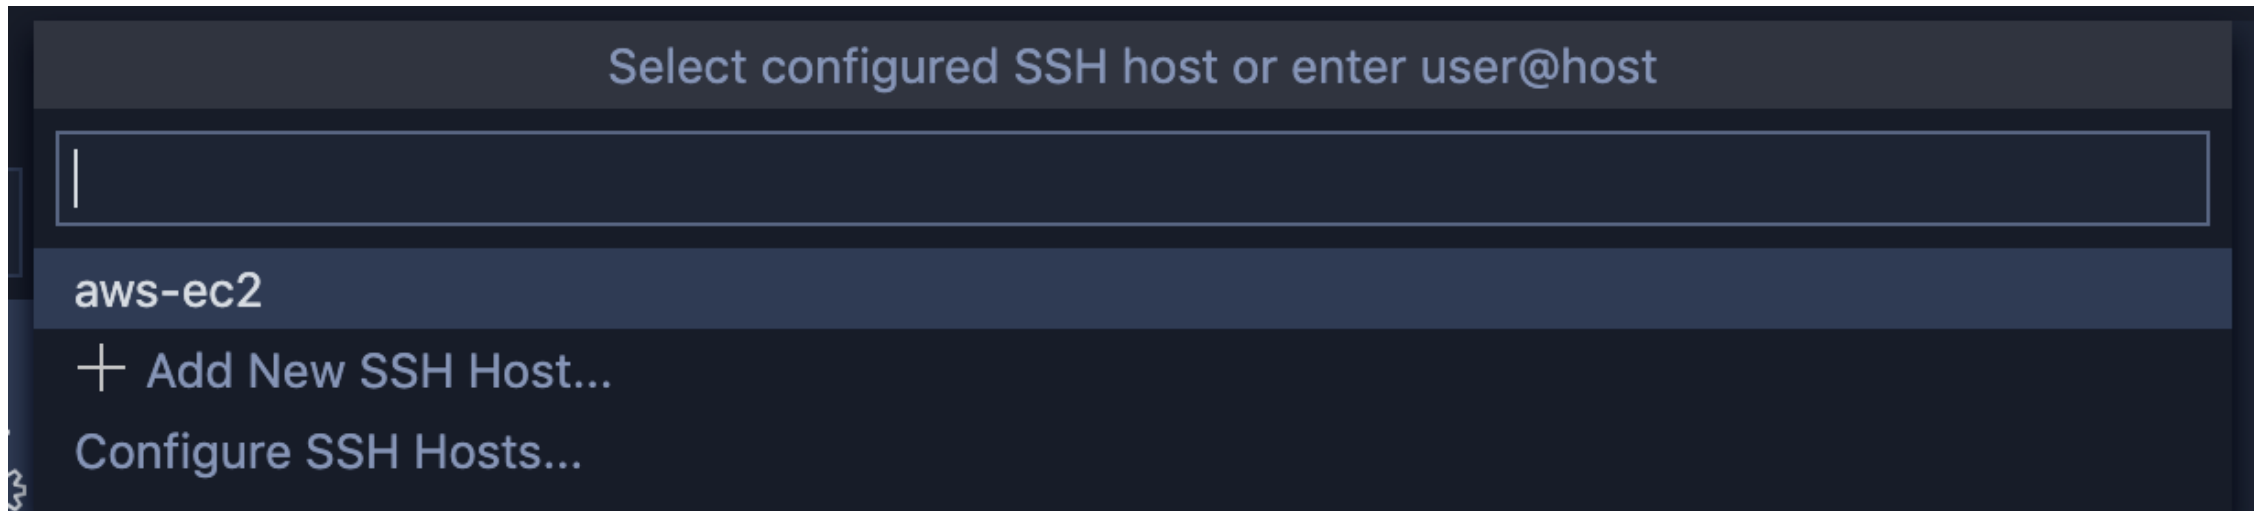 Select configured SSH host or enter user@host
aws-ec2
+ Add New SSH Host...
Configure SSH Hosts...